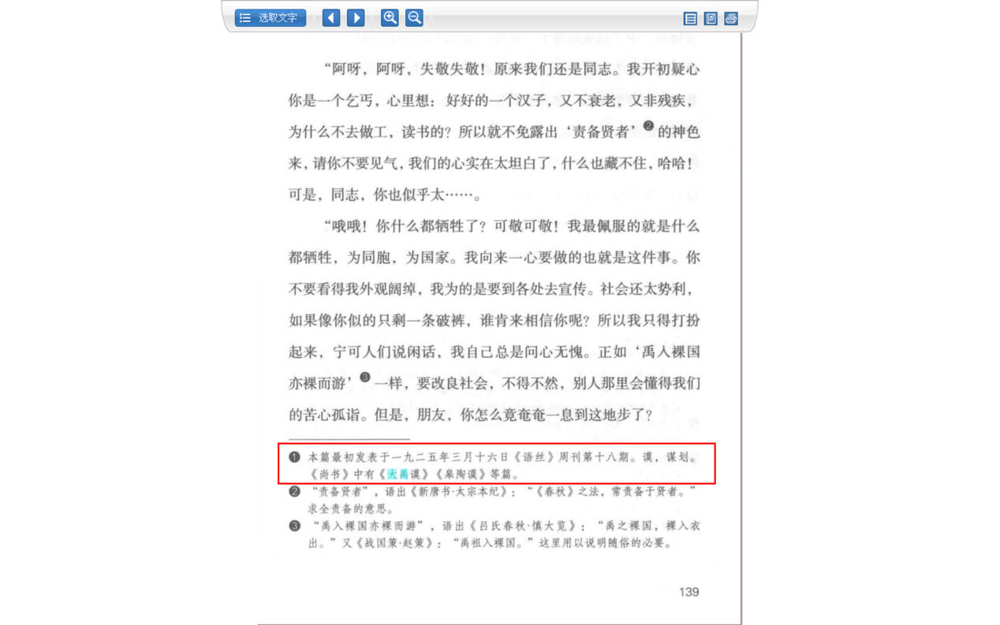 选取文字
“阿呀，阿呀，失敬失敬！原来我们还是同志。我开初疑心
你是一个乞丐，心里想：好好的一个汉子，又不衰老，又非残疾，
为什么不去做工，读书的？所以就不免露出‘责备贤者’❷的神色
来，请你不要见气，我们的心实在太坦白了，什么也藏不住，哈哈！
可是，同志，你也似乎太……。
“哦哦！你什么都牺牲了？可敬可敬！我最佩服的就是什么
都牺牲，为同胞，为国家。我向来一心要做的也就是这件事。你
不要看得我外观阔绰，我为的是要到各处去宣传。社会还太势利，
如果像你似的只剩一条破裤，谁肯来相信你呢？所以我只得打扮
起来，宁可人们说闲话，我自己总是问心无愧。正如‘禹入裸国
亦裸而游’❸一样，要改良社会，不得不然，别人那里会懂得我们
的苦心孤诣。但是，朋友，你怎么竟奄奄一息到这地步了？
❶ 本篇最初发表于一九二五年三月十六日《语丝》周刊第十八期。谟，谋划。
《尚书》中有《大禹谟》《皋陶谟》等篇。
❷ “责备贤者”，语出《新唐书·太宗本纪》：“《春秋》之法，常责备于贤者。”
求全责备的意思。
❸ “禹入裸国亦裸而游”，语出《吕氏春秋·慎大览》：“禹之裸国，裸入衣
出。”又《战国策·赵策》：“禹袒入裸国。”这里用以说明随俗的必要。
139